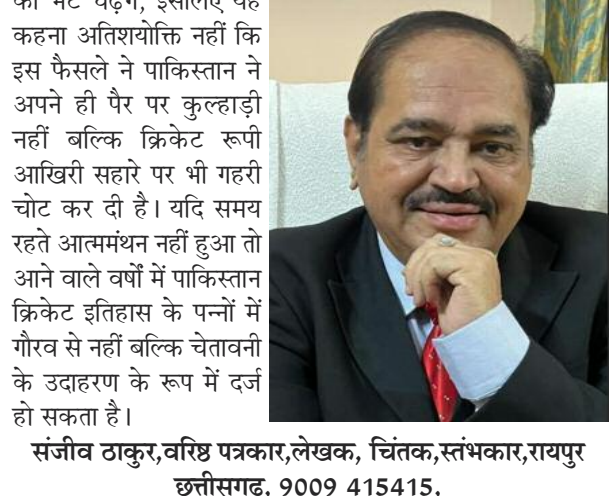 की भेंट चढ़ेंगे, इसलिए यह
कहना अतिशयोक्ति नहीं कि
इस फैसले ने पाकिस्तान ने
अपने ही पैर पर कुल्हाड़ी
नहीं बल्कि क्रिकेट रूपी
आखिरी सहारे पर भी गहरी
चोट कर दी है। यदि समय
रहते आत्ममंथन नहीं हुआ तो
आने वाले वर्षों में पाकिस्तान
क्रिकेट इतिहास के पन्नों में
गौरव से नहीं बल्कि चेतावनी
के उदाहरण के रूप में दर्ज
हो सकता है।
संजीव ठाकुर,वरिष्ठ पत्रकार,लेखक, चिंतक,स्तंभकार,रायपुर
छत्तीसगढ़, 9009 415415,